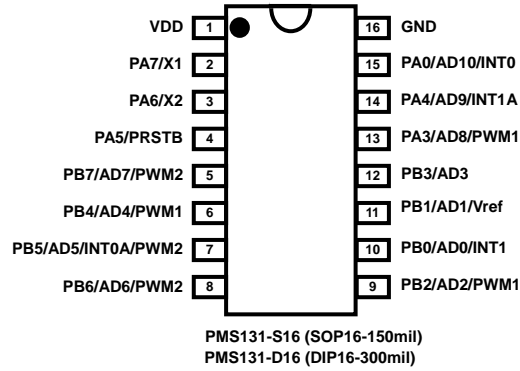 VDD 1 16 GND
PA7/X1 2 15 PA0/AD10/INT0
PA6/X2 3 14 PA4/AD9/INT1A
PA5/PRSTB 4 13 PA3/AD8/PWM1
PB7/AD7/PWM2 5 12 PB3/AD3
PB4/AD4/PWM1 6 11 PB1/AD1/Vref
PB5/AD5/INT0A/PWM2 7 10 PB0/AD0/INT1
PB6/AD6/PWM2 8 9 PB2/AD2/PWM1
PMS131-S16 (SOP16-150mil)
PMS131-D16 (DIP16-300mil)